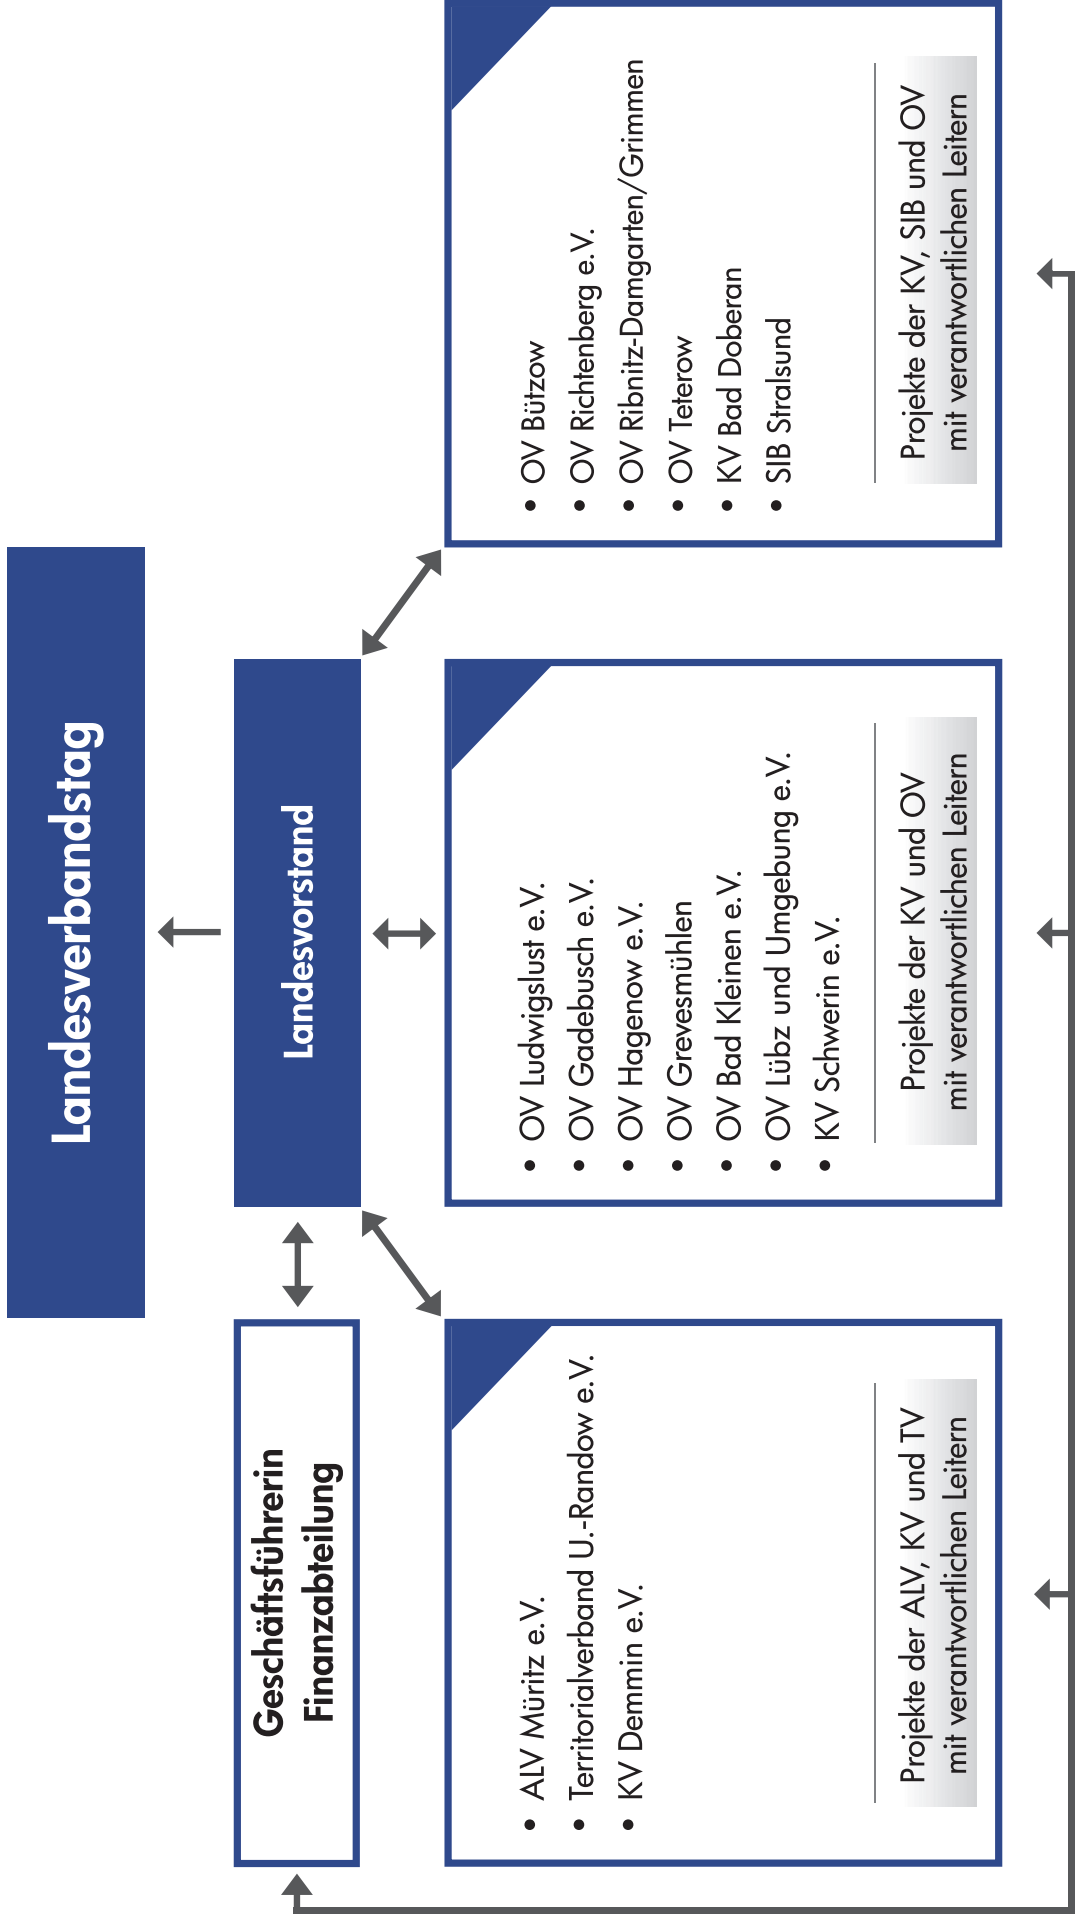 Landesverbandstag
Geschäftsführerin
Finanzabteilung
Landesvorstand
• ALV Müritz e.V.
• Territorialverband U.-Randow e.V.
• KV Demmin e.V.
Projekte der ALV, KV und TV
mit verantwortlichen Leitern
• OV Ludwigslust e.V.
• OV Gadebusch e.V.
• OV Hagenow e.V.
• OV Grevesmühlen
• OV Bad Kleinen e.V.
• OV Lübz und Umgebung e.V.
• KV Schwerin e.V.
Projekte der KV und OV
mit verantwortlichen Leitern
• OV Bützow
• OV Richtenberg e.V.
• OV Ribnitz-Damgarten/Grimmen
• OV Teterow
• KV Bad Doberan
• SIB Stralsund
Projekte der KV, SIB und OV
mit verantwortlichen Leitern